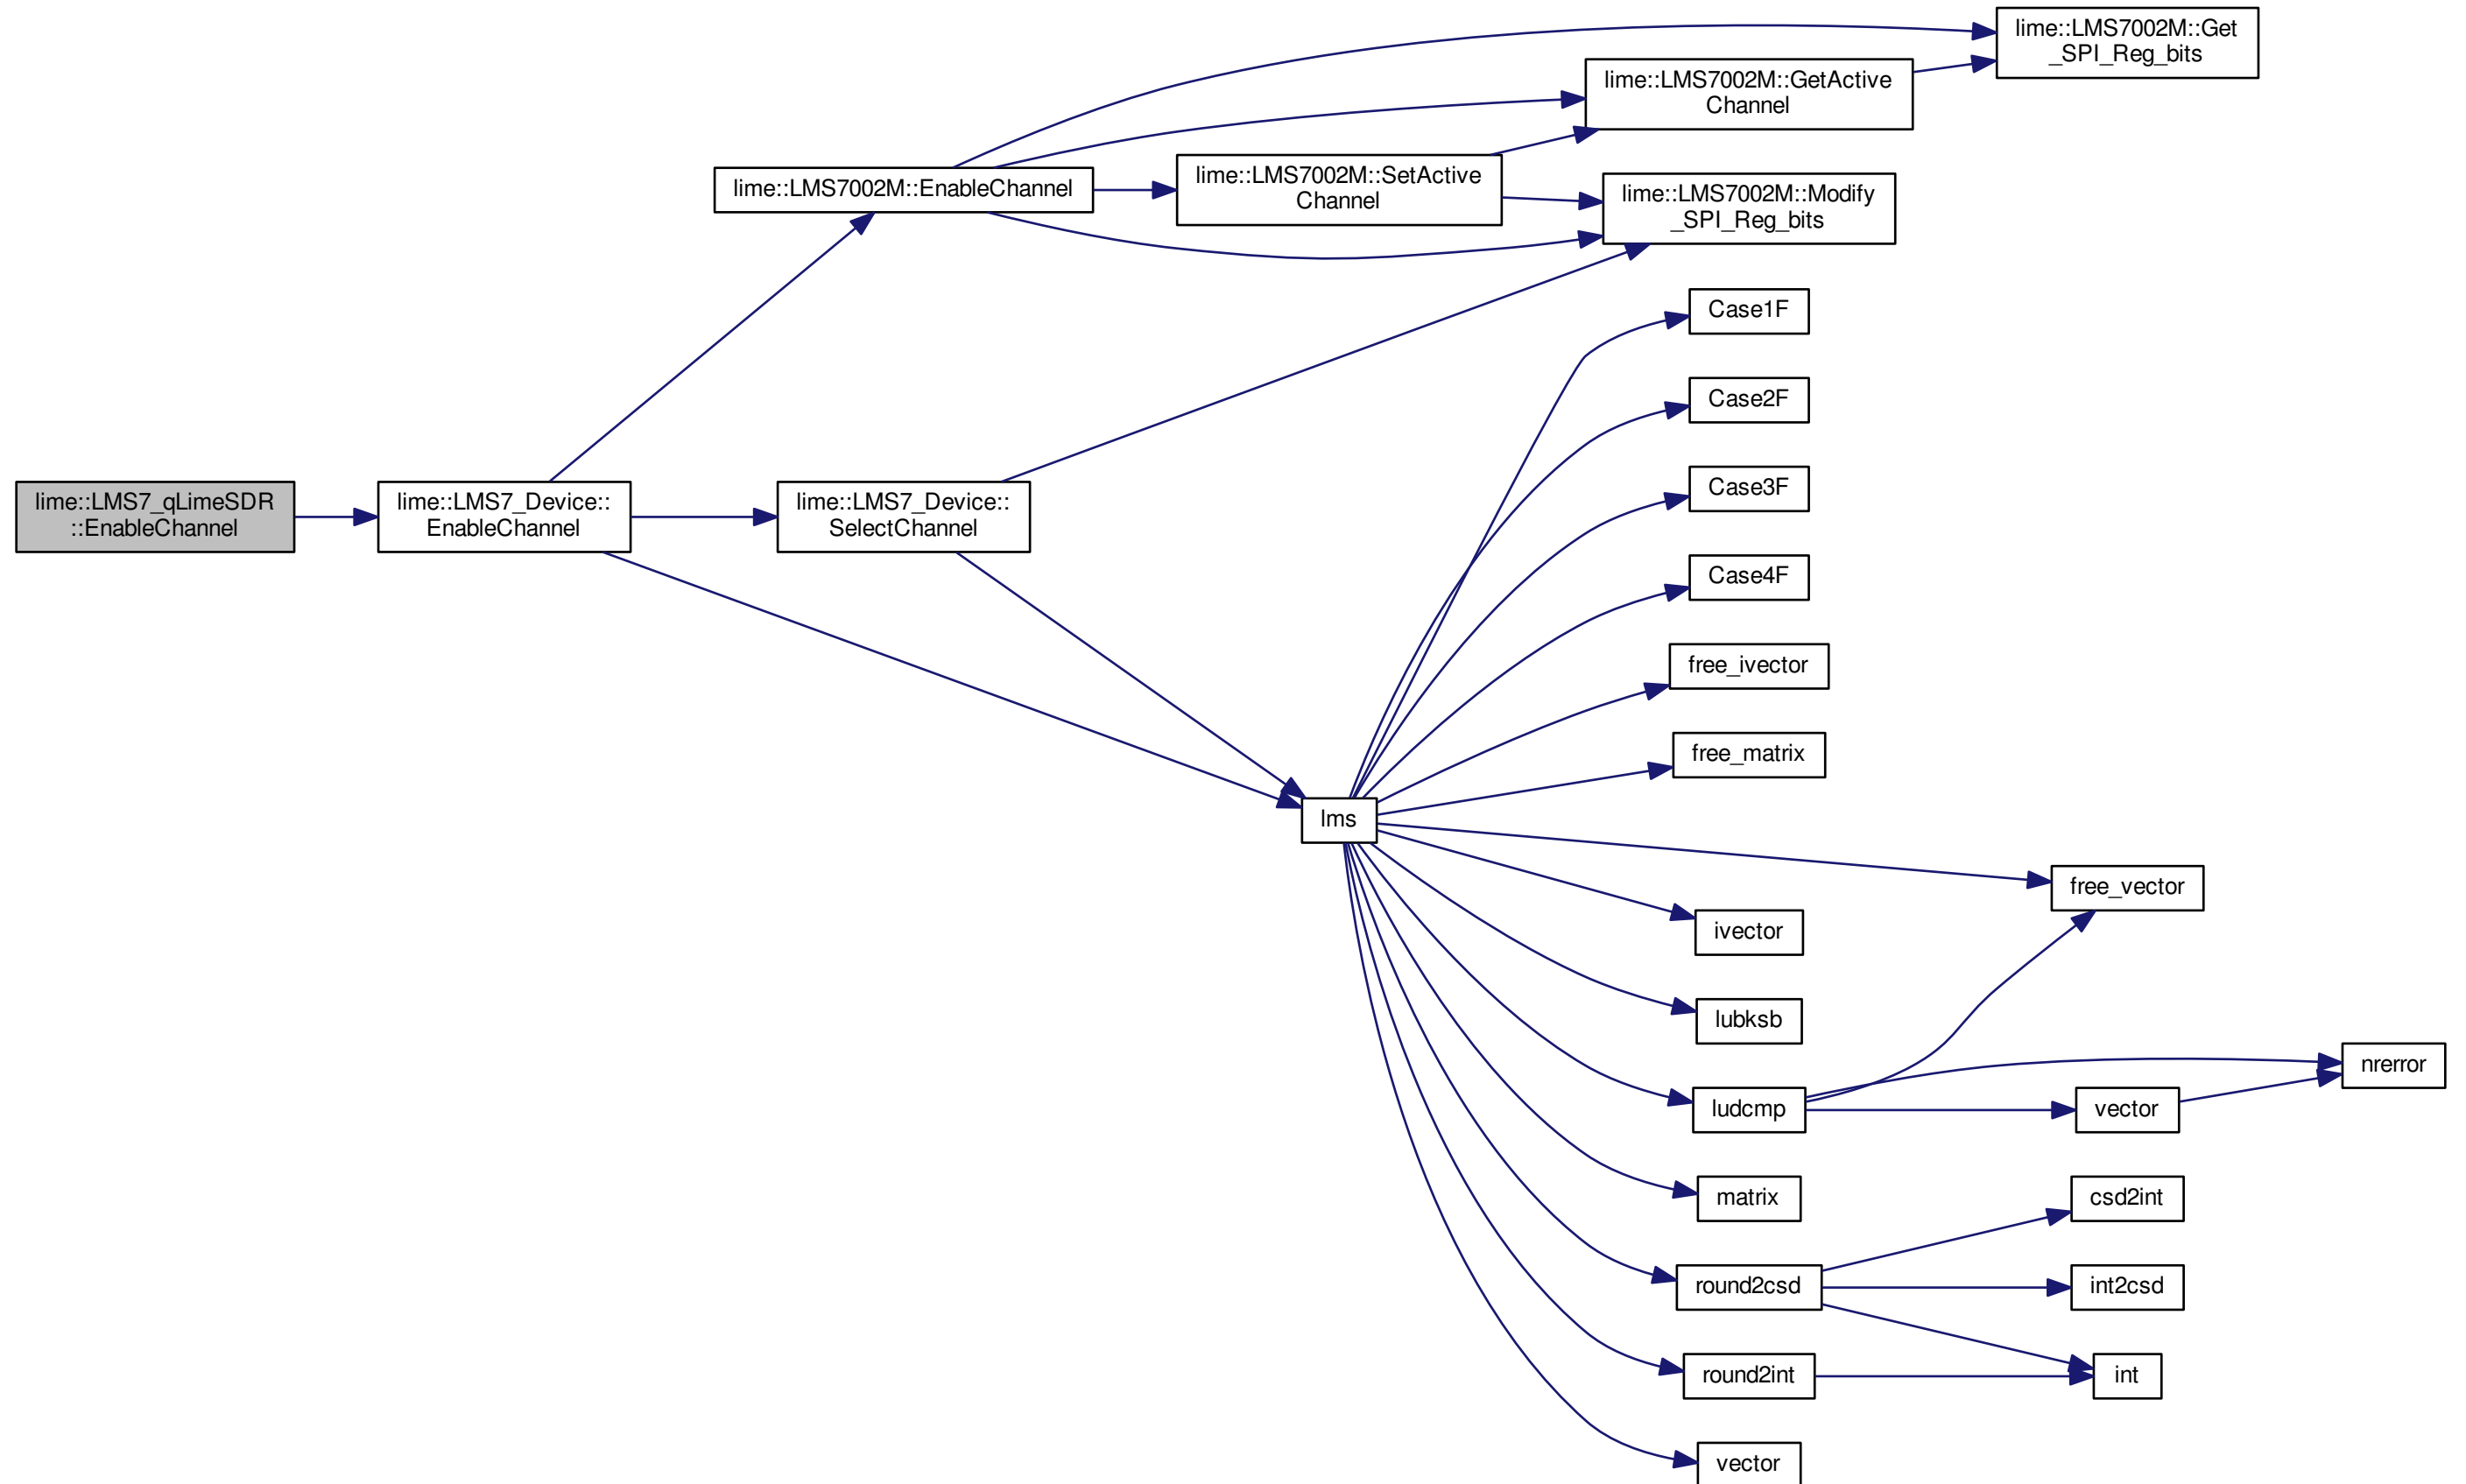 lime::LMS7002M::Get
_SPI_Reg_bits
lime::LMS7002M::GetActive
Channel
lime::LMS7002M::EnableChannel
lime::LMS7002M::SetActive
Channel
lime::LMS7002M::Modify
_SPI_Reg_bits
Case1F
Case2F
Case3F
lime::LMS7_qLimeSDR
::EnableChannel
lime::LMS7_Device::
EnableChannel
lime::LMS7_Device::
SelectChannel
Case4F
free_ivector
free_matrix
lms
free_vector
ivector
lubksb
nrerror
ludcmp
vector
matrix
csd2int
round2csd
int2csd
round2int
int
vector